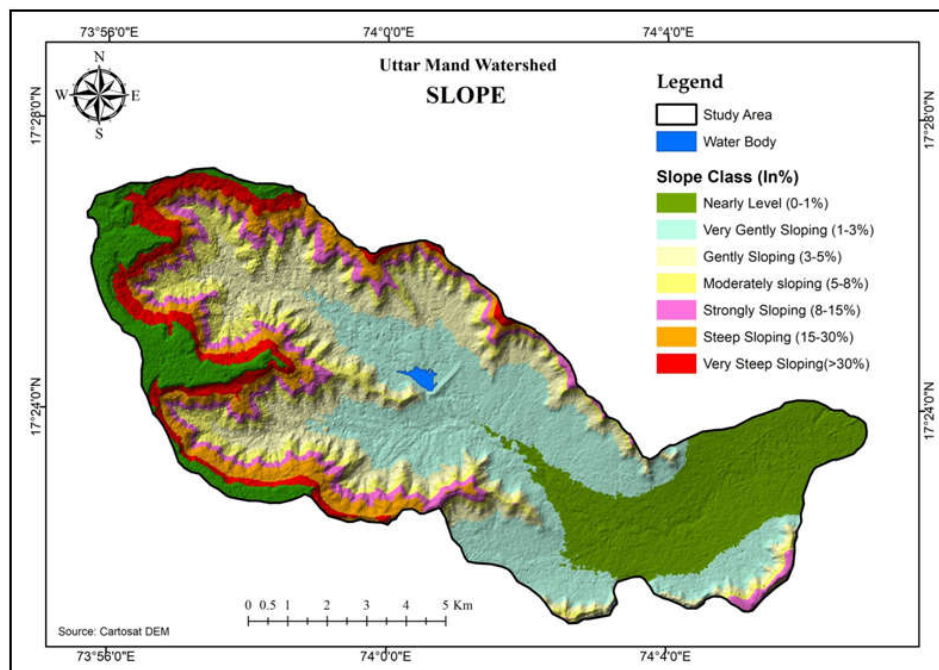 73°56'0"E
74°0'0"E
74°4'0"E
N
W E
S
Uttar Mand Watershed
SLOPE
Legend
Study Area
Water Body
Slope Class (In%)
Nearly Level (0-1%)
Very Gently Sloping (1-3%)
Gently Sloping (3-5%)
Moderately sloping (5-8%)
Strongly Sloping (8-15%)
Steep Sloping (15-30%)
Very Steep Sloping(>30%)
17°28'0"N
17°28'0"N
17°24'0"N
17°24'0"N
0 0.5 1 2 3 4 5 Km
Source: Cartosat DEM
73°56'0"E
74°0'0"E
74°4'0"E